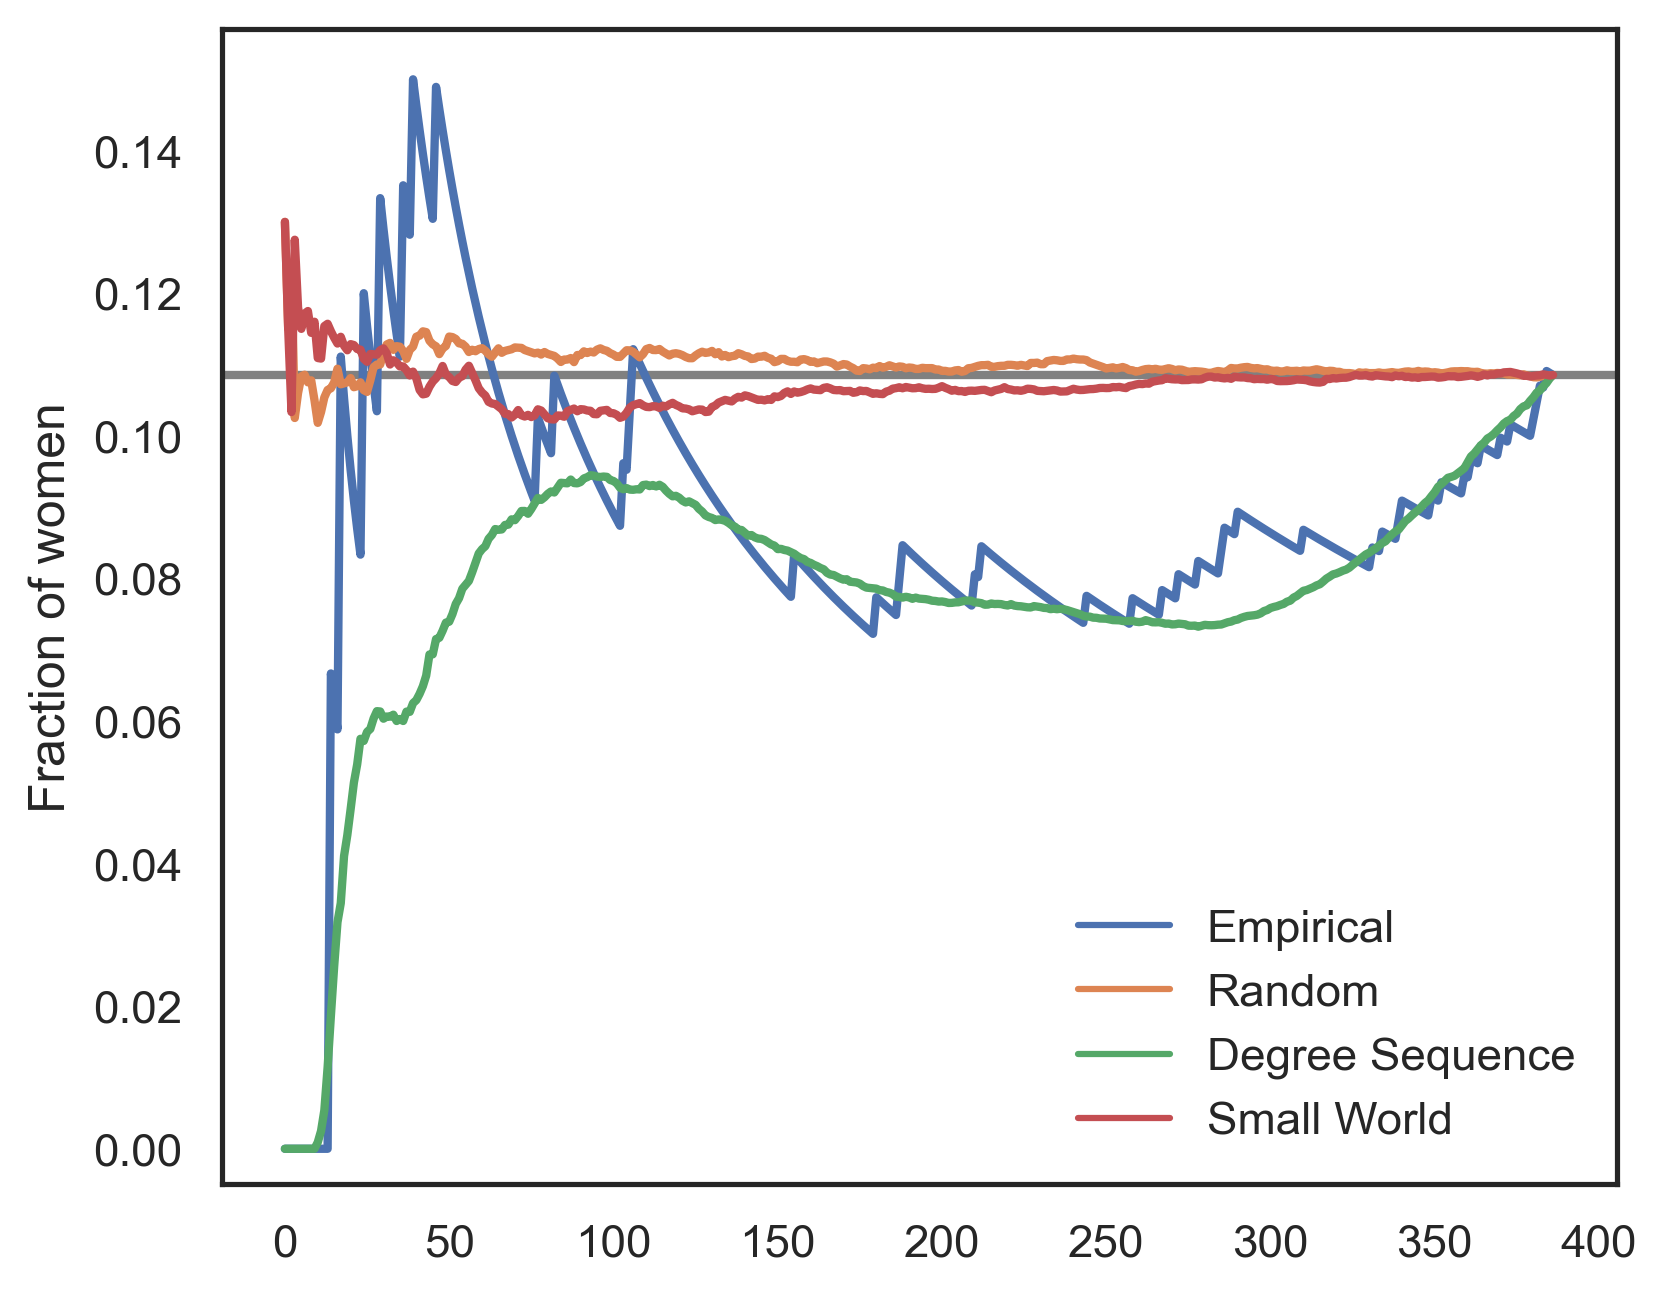 Fraction of women
0.14
0.12
0.10
0.08
0.06
0.04
0.02
0.00
0 50 100 150 200 250 300 350 400
Empirical
Random
Degree Sequence
Small World